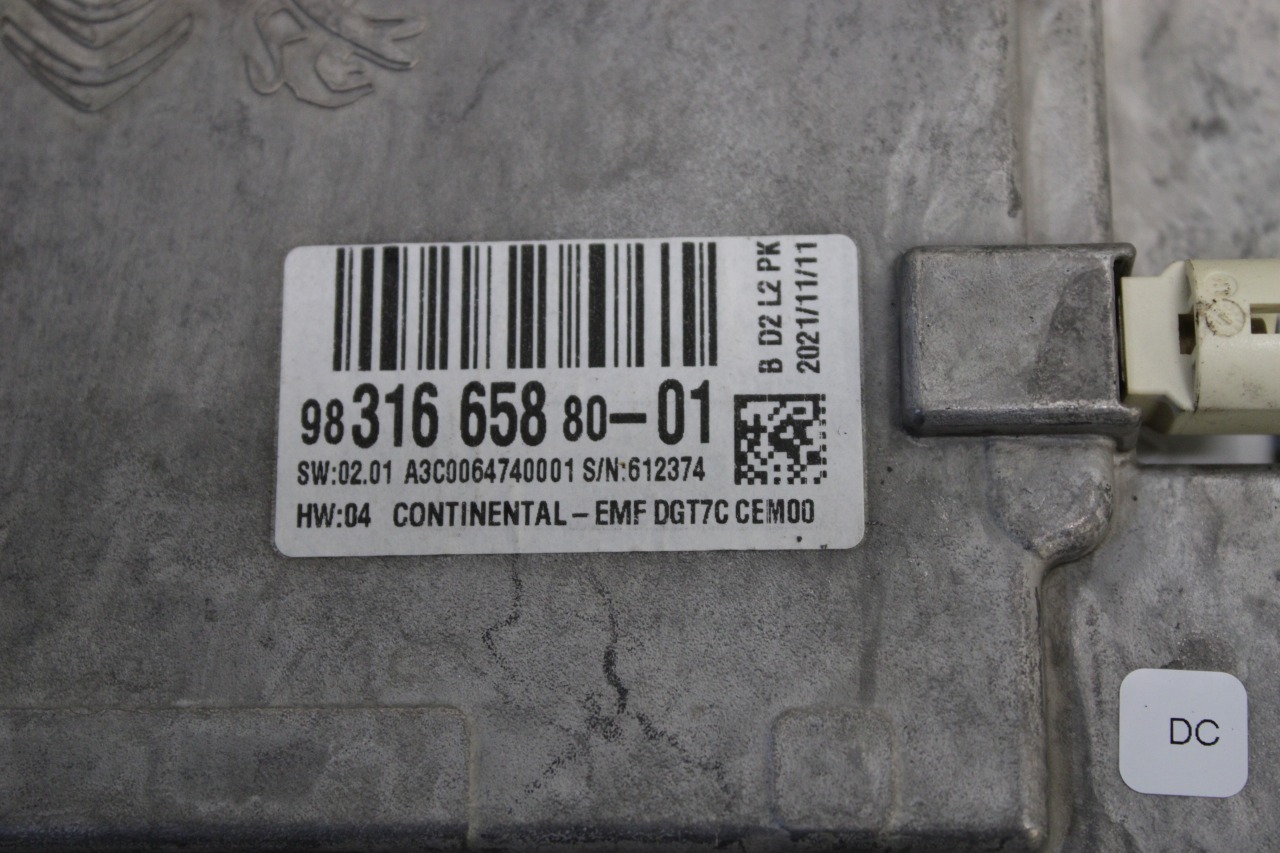 B D2 L2 PK
2021/11/11
98 316 658 80-01
SW:02.01 A3C0064740001 S/N:612374
HW:04 CONTINENTAL-EMF DGT7C CEM00
DC